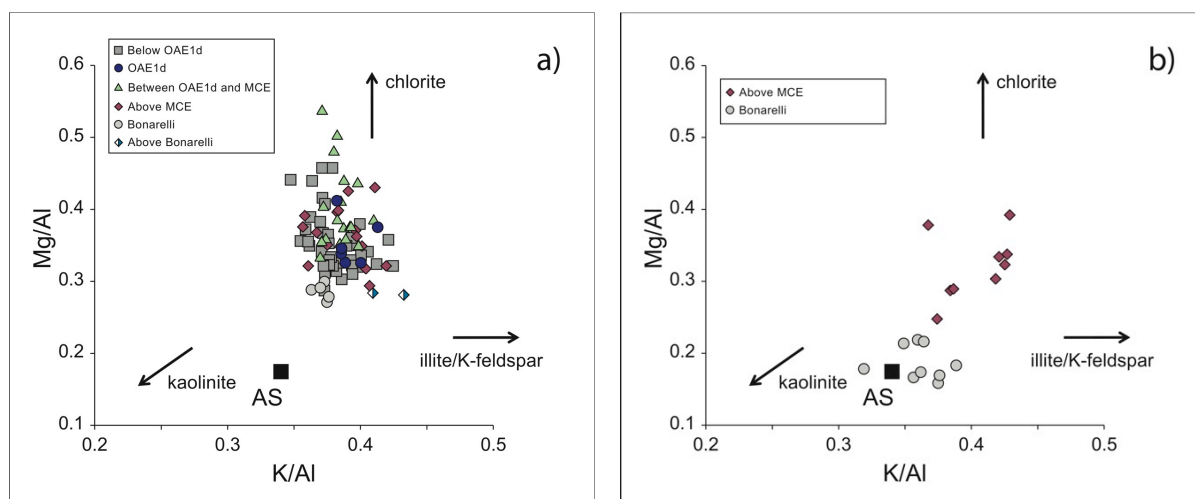 a)
Below OAE1d
OAE1d
Between OAE1d and MCE
Above MCE
Bonarelli
Above Bonarelli
0.6
0.5
0.4
0.3
0.2
0.1
Mg/Al
chlorite
illite/K-feldspar
kaolinite
AS
0.2
0.3
0.4
0.5
K/Al
b)
Above MCE
Bonarelli
0.6
0.5
0.4
0.3
0.2
0.1
Mg/Al
chlorite
illite/K-feldspar
kaolinite
AS
0.2
0.3
0.4
0.5
K/Al